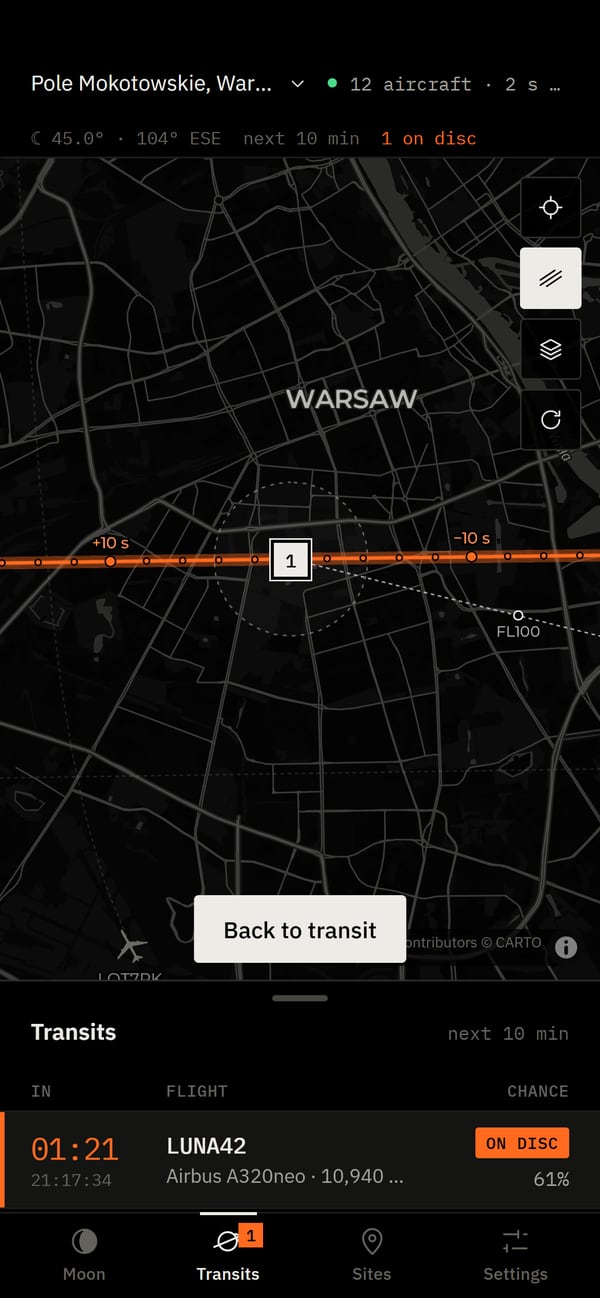 Pole Mokotowskie, War...
12 aircraft · 2 s …
☾ 45.0° · 104° ESE next 10 min 1 on disc
WARSAW
+10 s
−10 s
1
FL100
Back to transit
ontributors © CARTO
LOT7RK
Transits
next 10 min
IN FLIGHT CHANCE
01:21 LUNA42 ON DISC
21:17:34 Airbus A320neo · 10,940 ... 61%
1
Moon Transits Sites Settings